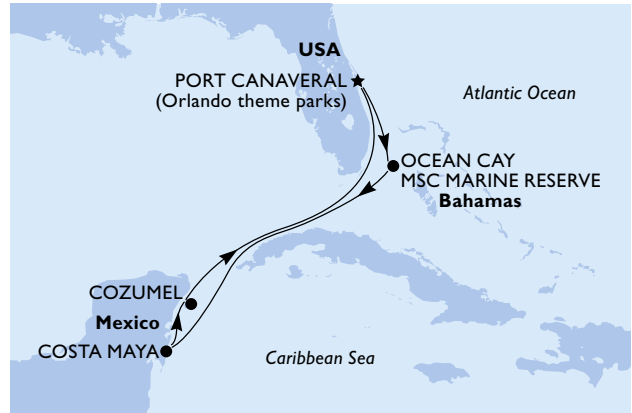 USA
PORT CANAVERAL
(Orlando theme parks)
Atlantic Ocean
OCEAN CAY
MSC MARINE RESERVE
Bahamas
COZUMEL
Mexico
COSTA MAYA
Caribbean Sea